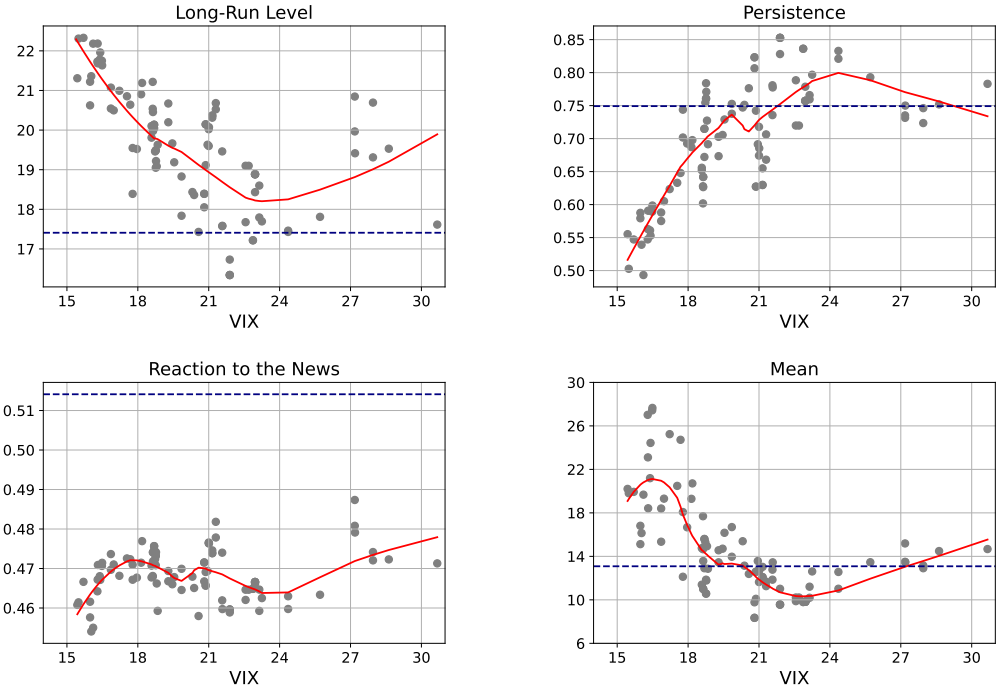 Long-Run Level
22
21
20
19
18
17
15 18 21 24 27 30
VIX
Persistence
0.85
0.80
0.75
0.70
0.65
0.60
0.55
0.50
15 18 21 24 27 30
VIX
Reaction to the News
0.51
0.50
0.49
0.48
0.47
0.46
15 18 21 24 27 30
VIX
Mean
30
26
22
18
14
10
6
15 18 21 24 27 30
VIX